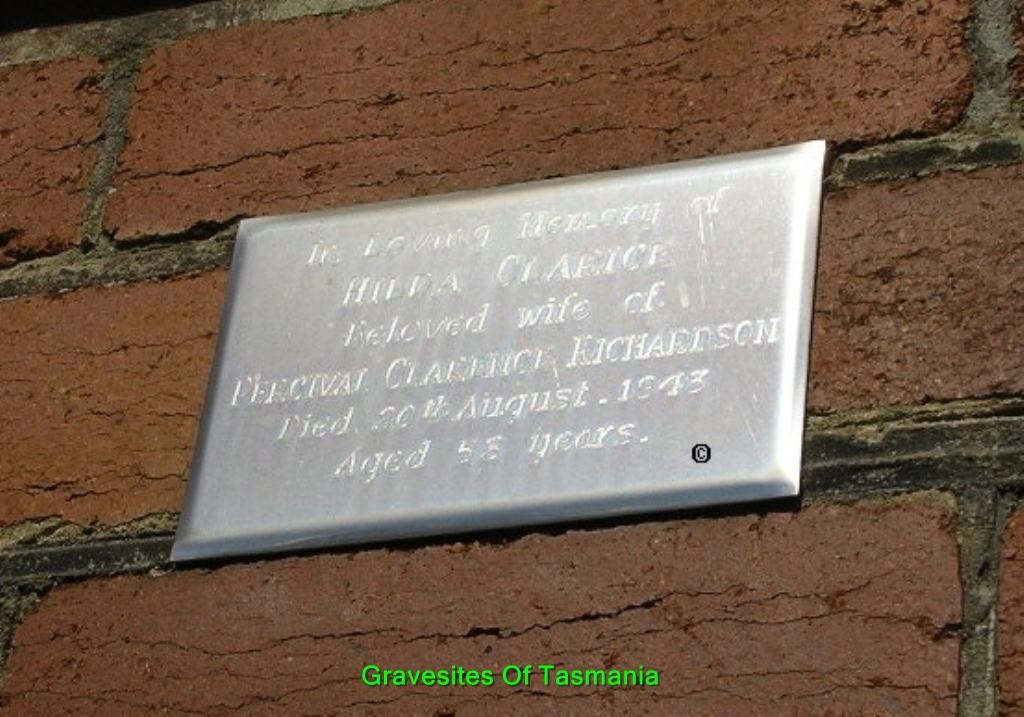 In Loving Memory of
HILDA CLARICE
Beloved wife of
PERCIVAL CLARENCE RICHARDSON
Died 20th August. 1943
Aged 58 years.
©
Gravesites Of Tasmania